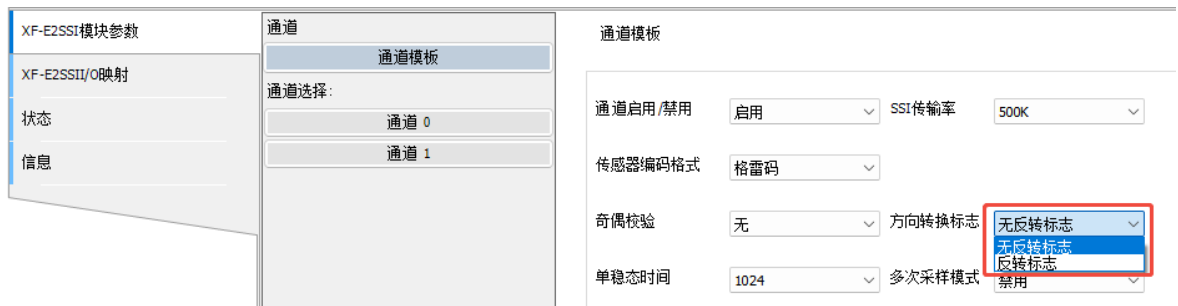 XF-E2SSI模块参数
XF-E2SSII/O映射
状态
信息
通道
通道模板
通道选择:
通道 0
通道 1
通道模板
通道启用/禁用 启用 SSI传输率 500K
传感器编码格式 格雷码
奇偶校验 无 方向转换标志 无反转标志
无反转标志
反转标志
单稳态时间 1024 多次采样模式 禁用